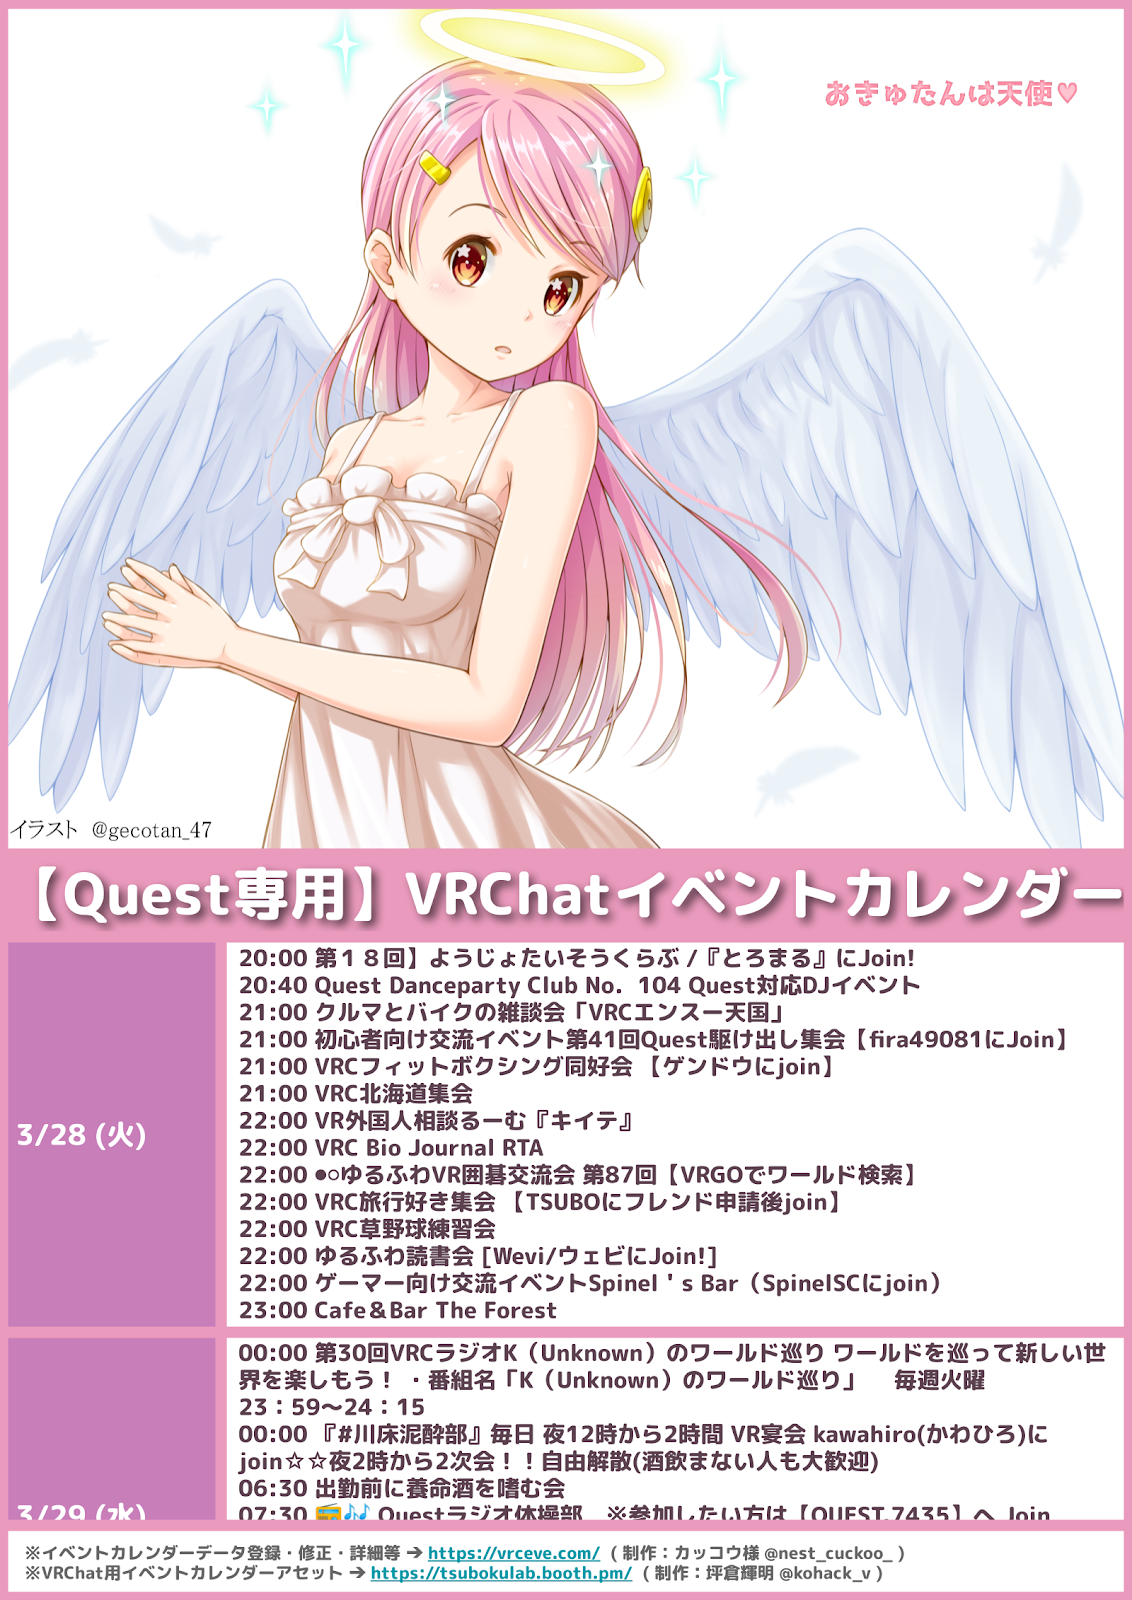 おきゅたんは天使♥
イラスト @gecotan_47
【Quest専用】VRChatイベントカレンダー
3/28 (火)
20:00 第１８回】ようじょたいそうくらぶ /『とろまる』にJoin!
20:40 Quest Danceparty Club No．104 Quest対応DJイベント
21:00 クルマとバイクの雑談会「VRCエンスー天国」
21:00 初心者向け交流イベント第41回Quest駆け出し集会【fira49081にJoin】
21:00 VRCフィットボクシング同好会 【ゲンドウにjoin】
21:00 VRC北海道集会
22:00 VR外国人相談るーむ『キイテ』
22:00 VRC Bio Journal RTA
22:00 ●○ゆるふわVR囲碁交流会 第87回【VRGOでワールド検索】
22:00 VRC旅行好き集会 【TSUBOにフレンド申請後join】
22:00 VRC草野球練習会
22:00 ゆるふわ読書会 [Wevi/ウェビにJoin!]
22:00 ゲーマー向け交流イベントSpinel＇s Bar（SpinelSCにjoin）
23:00 Cafe＆Bar The Forest
3/29 (水)
00:00 第30回VRCラジオK（Unknown）のワールド巡り ワールドを巡って新しい世
界を楽しもう！ ・番組名「K（Unknown）のワールド巡り」　毎週火曜
23：59～24：15
00:00 『#川床泥酔部』毎日 夜12時から2時間 VR宴会 kawahiro(かわひろ)に
join☆☆夜2時から2次会！！自由解散(酒飲まない人も大歓迎)
06:30 出勤前に養命酒を嗜む会
07:30 📻🎶 Questラジオ体操部　※参加したい方は【QUEST.7435】へ Join
※イベントカレンダーデータ登録・修正・詳細等 ➔ https://vrceve.com/ ( 制作：カッコウ様 @nest_cuckoo_ )
※VRChat用イベントカレンダーアセット ➔ https://tsubokulab.booth.pm/ ( 制作：坪倉輝明 @kohack_v )